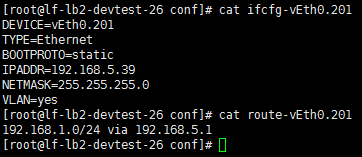 [root@lf-lb2-devtest-26 conf]# cat ifcfg-vEth0.201
DEVICE=vEth0.201
TYPE=Ethernet
BOOTPROTO=static
IPADDR=192.168.5.39
NETMASK=255.255.255.0
VLAN=yes
[root@lf-lb2-devtest-26 conf]# cat route-vEth0.201
192.168.1.0/24 via 192.168.5.1
[root@lf-lb2-devtest-26 conf]#